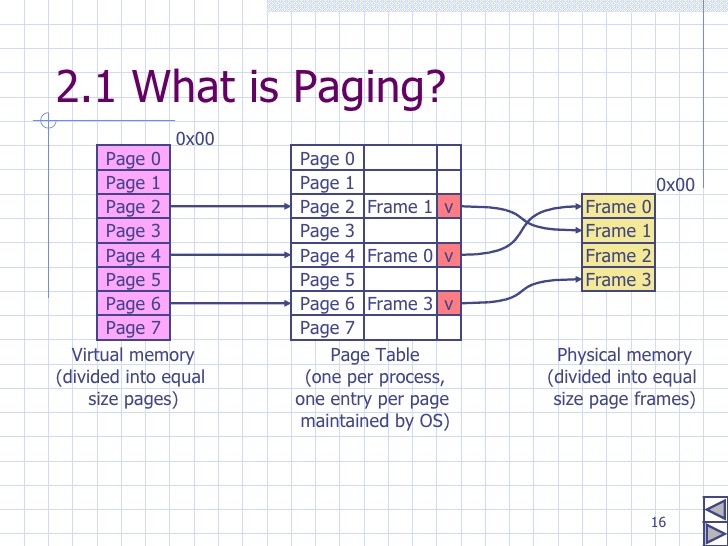 2.1 What is Paging?
0x00
Page 0
Page 1
Page 2
Page 3
Page 4
Page 5
Page 6
Page 7
Virtual memory
(divided into equal
size pages)
Page 0
Page 1
Page 2 Frame 1 v
Page 3
Page 4 Frame 0 v
Page 5
Page 6 Frame 3 v
Page 7
Page Table
(one per process,
one entry per page
maintained by OS)
0x00
Frame 0
Frame 1
Frame 2
Frame 3
Physical memory
(divided into equal
size page frames)
16